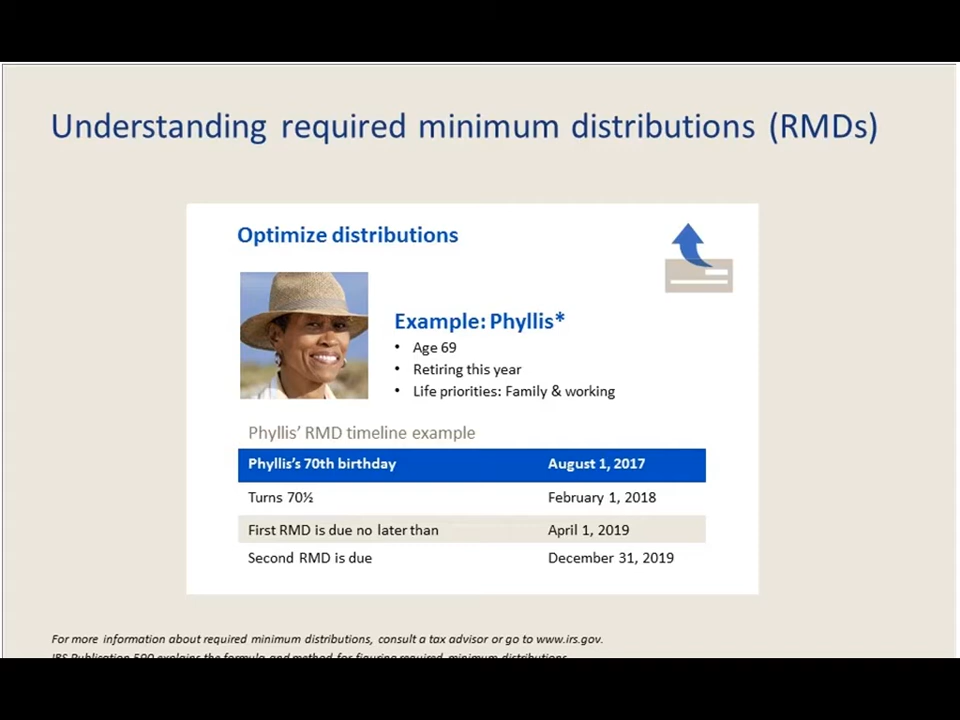 Understanding required minimum distributions (RMDs)
Optimize distributions
Example: Phyllis*
• Age 69
• Retiring this year
• Life priorities: Family & working
Phyllis’ RMD timeline example
Phyllis’s 70th birthday August 1, 2017
Turns 70½ February 1, 2018
First RMD is due no later than April 1, 2019
Second RMD is due December 31, 2019
For more information about required minimum distributions, consult a tax advisor or go to www.irs.gov.
IRS Publication 590 explains the formula and method for figuring required minimum distributions